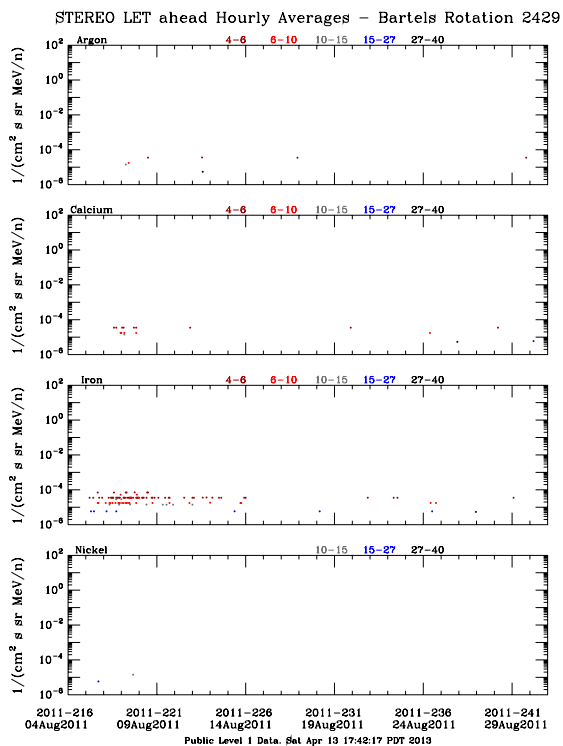 STEREO LET ahead Hourly Averages – Bartels Rotation 2429
Argon 4–6 6–10 10–15 15–27 27–40
10² 10⁰ 10⁻² 10⁻⁴ 10⁻⁶
1/(cm² s sr MeV/n)
Calcium 4–6 6–10 10–15 15–27 27–40
10² 10⁰ 10⁻² 10⁻⁴ 10⁻⁶
1/(cm² s sr MeV/n)
Iron 4–6 6–10 10–15 15–27 27–40
10² 10⁰ 10⁻² 10⁻⁴ 10⁻⁶
1/(cm² s sr MeV/n)
Nickel 10–15 15–27 27–40
10² 10⁰ 10⁻² 10⁻⁴ 10⁻⁶
1/(cm² s sr MeV/n)
2011–216 2011–221 2011–226 2011–231 2011–236 2011–241
04Aug2011 09Aug2011 14Aug2011 19Aug2011 24Aug2011 29Aug2011
Public Level 1 Data. Sat Apr 13 17:42:17 PDT 2013